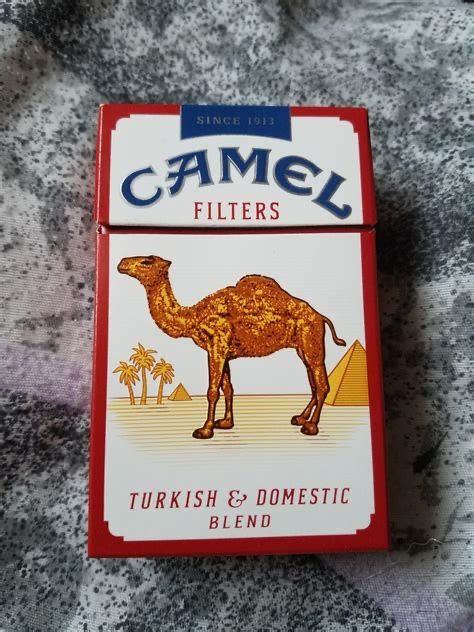 SINCE 1913
CAMEL
FILTERS
TURKISH & DOMESTIC
BLEND